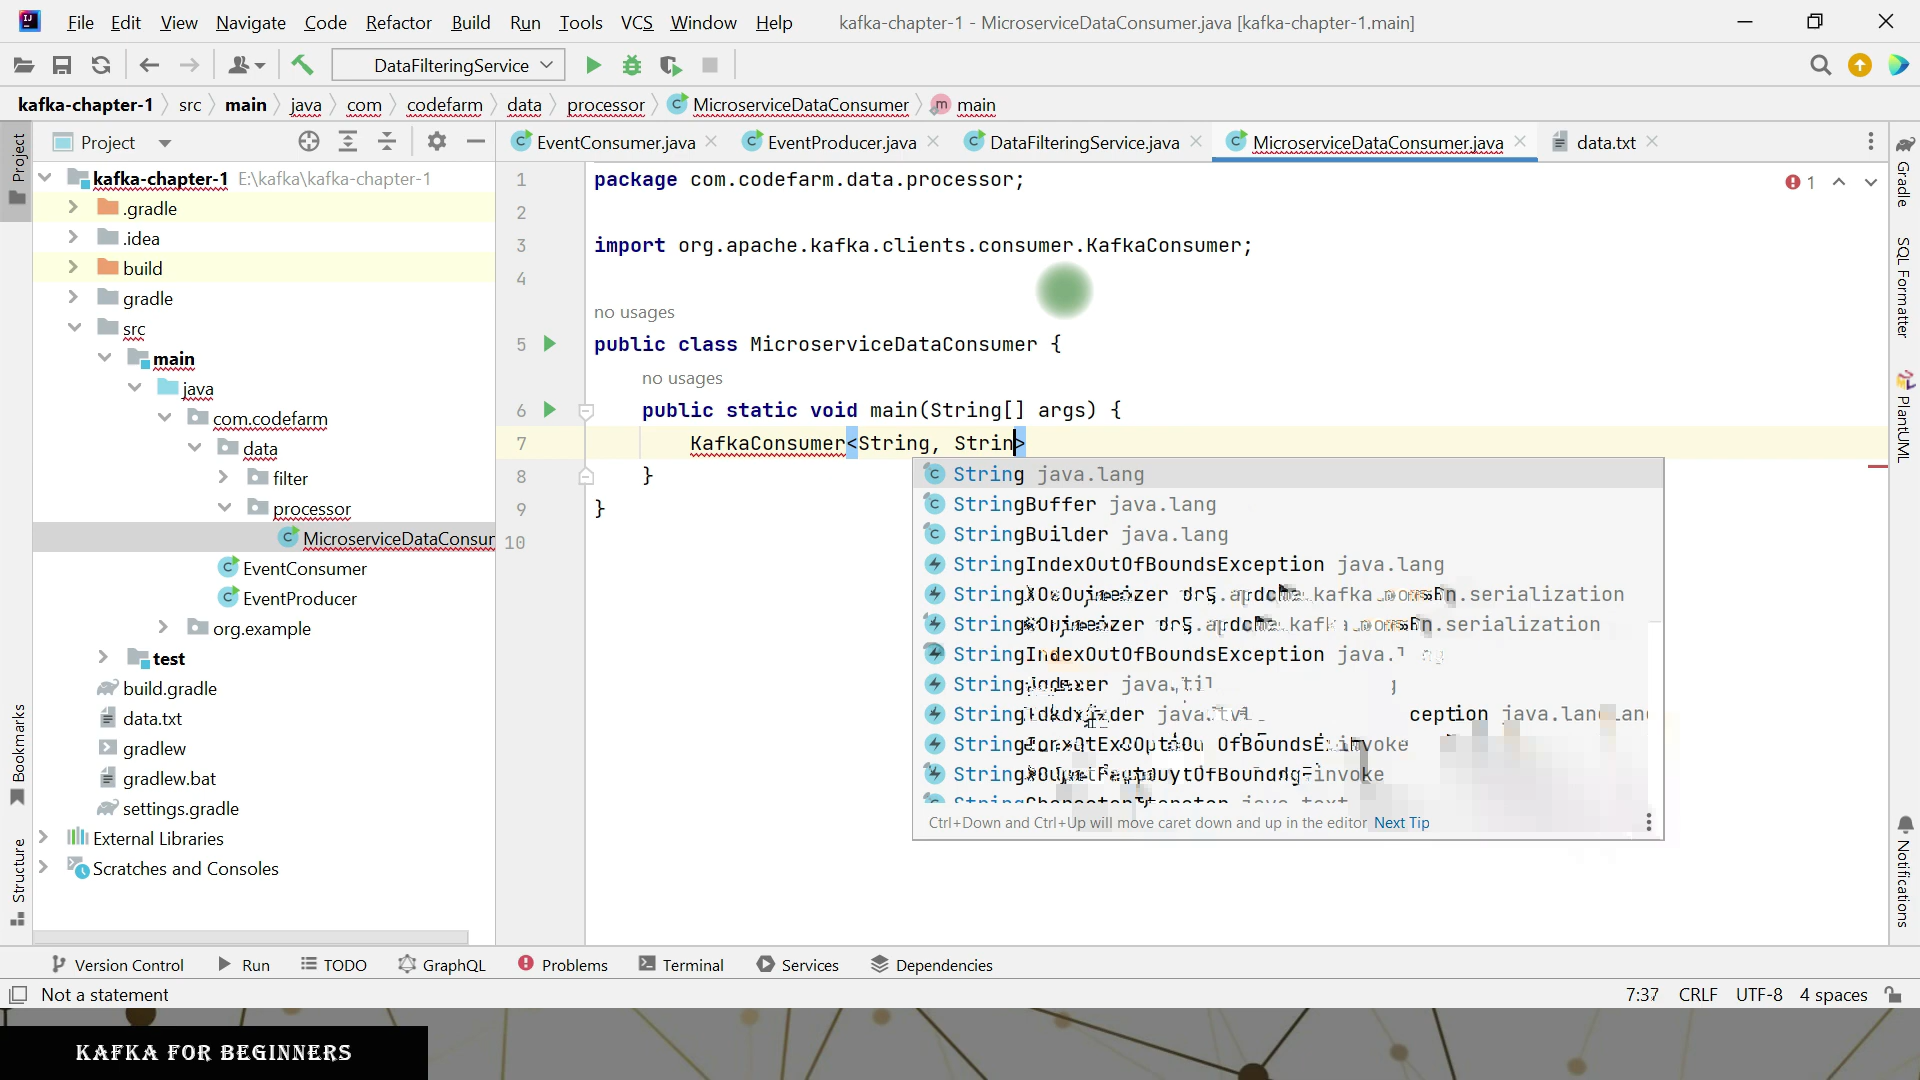 File Edit View Navigate Code Refactor Build Run Tools VCS Window Help kafka-chapter-1 - MicroserviceDataConsumer.java [kafka-chapter-1.main]
DataFilteringService
kafka-chapter-1 src main java com codefarm data processor MicroserviceDataConsumer main
Project
EventConsumer.java EventProducer.java DataFilteringService.java MicroserviceDataConsumer.java data.txt
Project
Bookmarks
Structure
kafka-chapter-1 E:\kafka\kafka-chapter-1
.gradle
.idea
build
gradle
src
main
java
com.codefarm
data
filter
processor
MicroserviceDataConsur
EventConsumer
EventProducer
org.example
test
build.gradle
data.txt
gradlew
gradlew.bat
settings.gradle
External Libraries
Scratches and Consoles
1 package com.codefarm.data.processor;
1
2
3 import org.apache.kafka.clients.consumer.KafkaConsumer;
4
no usages
5 public class MicroserviceDataConsumer {
no usages
6 public static void main(String[] args) {
7 KafkaConsumer<String, Strin>
8 }
9 }
10
String java.lang
StringBuffer java.lang
StringBuilder java.lang
StringIndexOutOfBoundsException java.lang
.kafka .serialization
.serialization
StringIndexOutOfBoundsException
Ctrl+Down and Ctrl+Up will move caret down and up in the editor Next Tip
Gradle
SQL Formatter
PlantUML
Notifications
Version Control Run TODO GraphQL Problems Terminal Services Dependencies
Not a statement 7:37 CRLF UTF-8 4 spaces
KAFKA FOR BEGINNERS